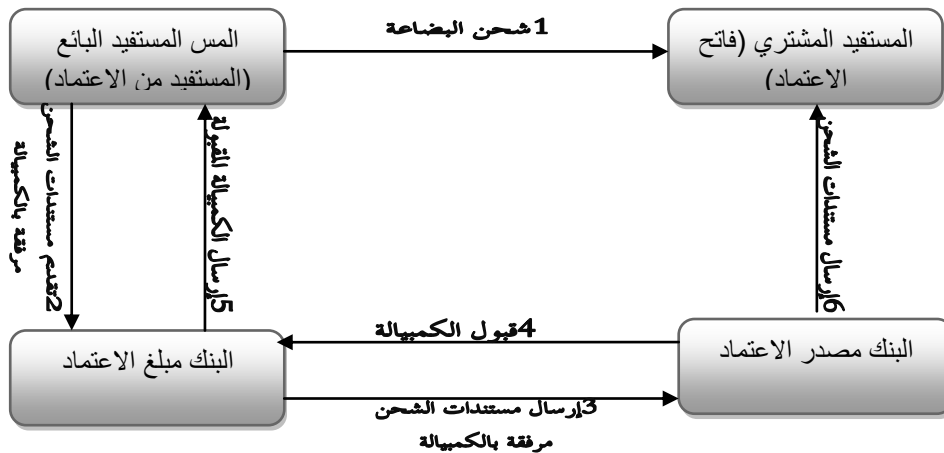 المستفيد المشتري (فاتح
الاعتماد)
1شحن البضاعة
المس المستفيد البائع
(المستفيد من الاعتماد)
2تقديم مستندات الشحن
مرفقة بالكمبيالة
5إرسال الكمبيالة المقبولة
6إرسال مستندات الشحن
البنك مصدر الاعتماد
4قبول الكمبيالة
البنك مبلغ الاعتماد
3إرسال مستندات الشحن
مرفقة بالكمبيالة